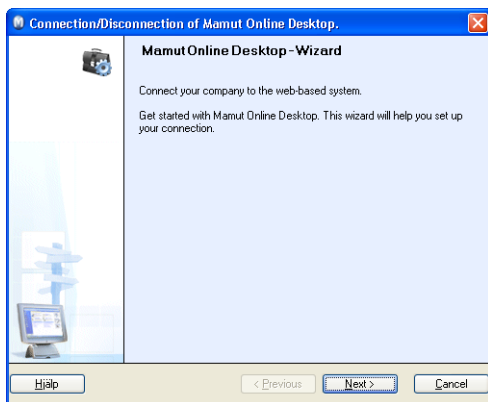 Connection/Disconnection of Mamut Online Desktop.
Mamut Online Desktop - Wizard
Connect your company to the web-based system.
Get started with Mamut Online Desktop. This wizard will help you set up
your connection.
Hjälp
< Previous
Next >
Cancel